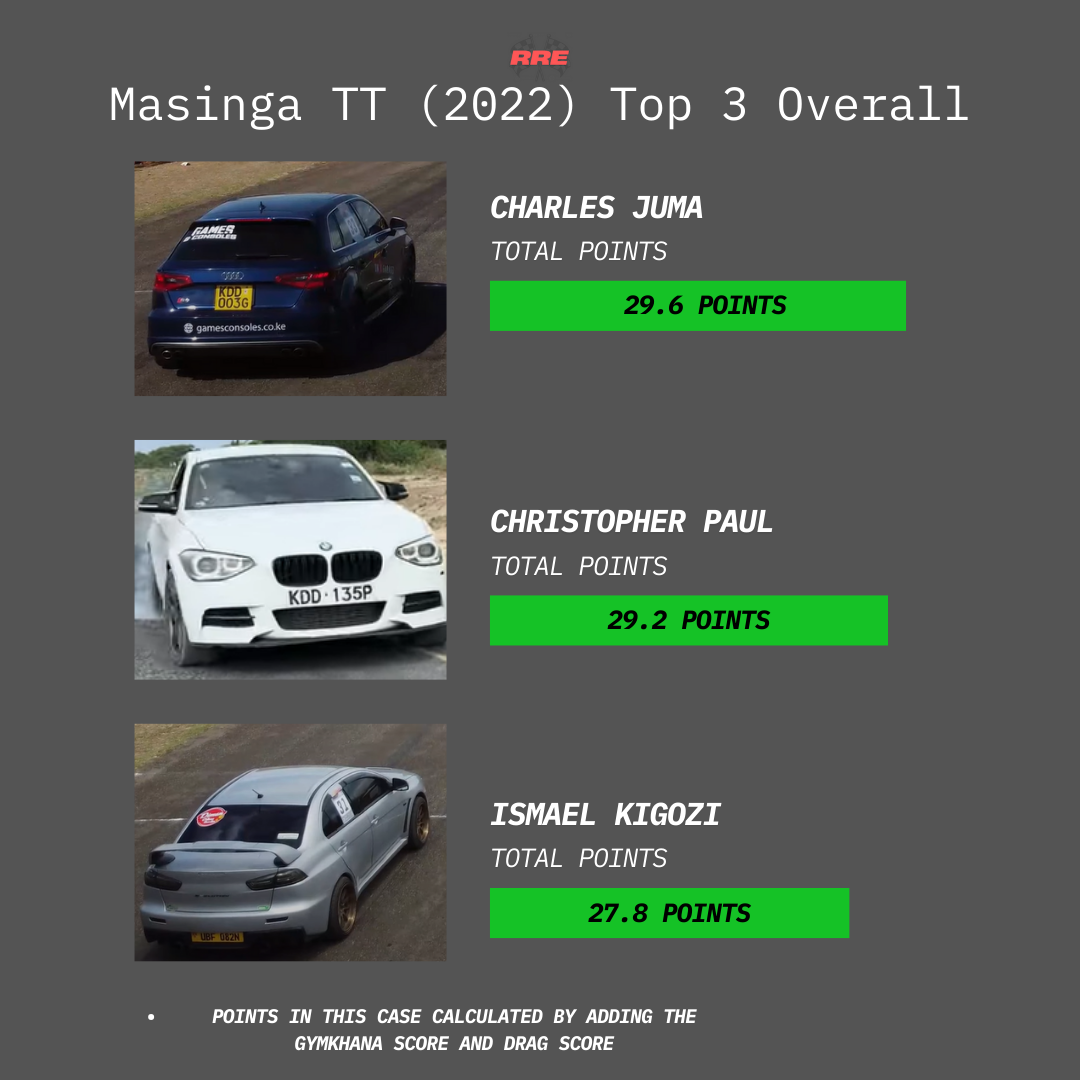 RRE
Masinga TT (2022) Top 3 Overall
GAMES
CONSOLES
KDD
003G
gamesconsoles.co.ke
CHARLES JUMA
TOTAL POINTS
29.6 POINTS
KDD·135P
CHRISTOPHER PAUL
TOTAL POINTS
29.2 POINTS
ISMAEL KIGOZI
TOTAL POINTS
27.8 POINTS
• POINTS IN THIS CASE CALCULATED BY ADDING THE
GYMKHANA SCORE AND DRAG SCORE